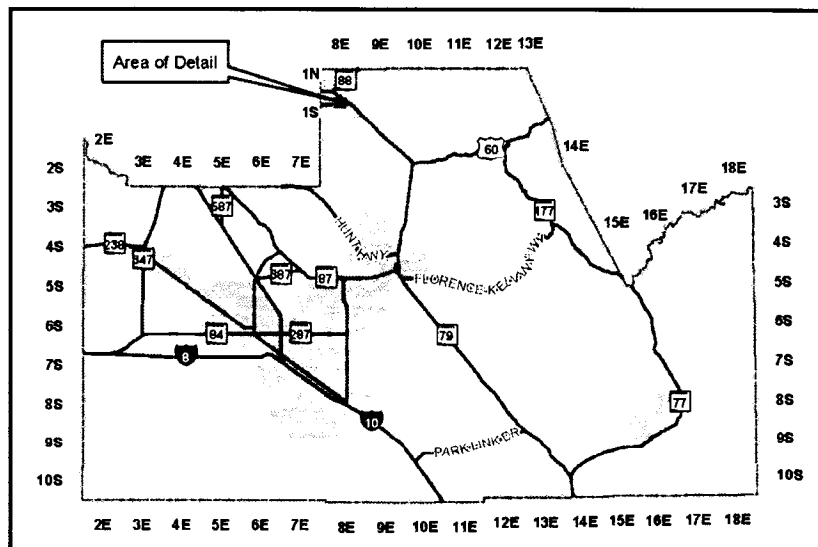 8E 9E 10E 11E 12E 13E
Area of Detail
1N
88
1S
2E
60
14E
3E 4E 5E 6E 7E
2S
18E
17E
3S
587
177
16E
3S
15E
HUNT HWY
238
4S
4S
347
387
87
FLORENCE-KELVIN HWY
5S
5S
6S
84
287
79
6S
7S
8
7S
8S
77
8S
10
9S
9S
PARK LINK DR
10S
10S
2E 3E 4E 5E 6E 7E 8E 9E 10E 11E 12E 13E 14E 15E 16E 17E 18E